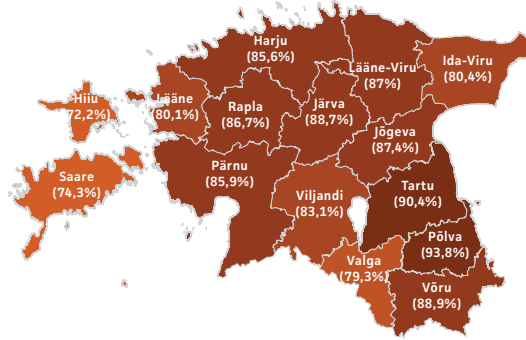 Harju
(85,6%)
Lääne-Viru
(87%)
Ida-Viru
(80,4%)
Hiiu
(72,2%)
Lääne
(80,1%)
Rapla
(86,7%)
Järva
(88,7%)
Jõgeva
(87,4%)
Saare
(74,3%)
Pärnu
(85,9%)
Viljandi
(83,1%)
Tartu
(90,4%)
Põlva
(93,8%)
Valga
(79,3%)
Võru
(88,9%)